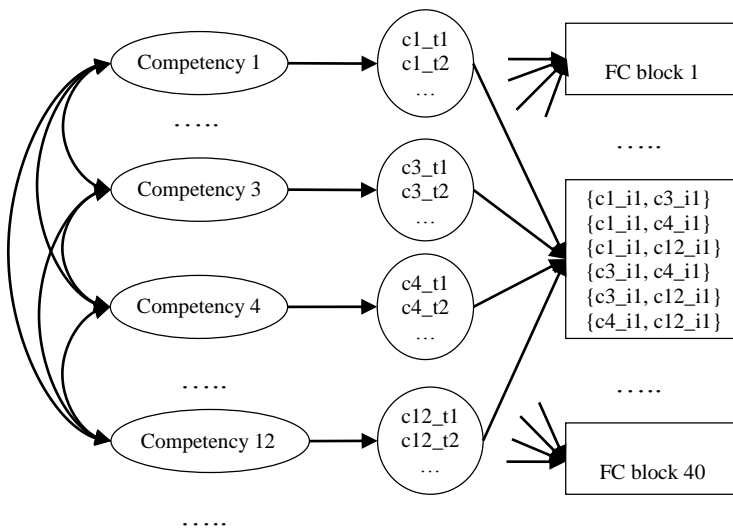 Competency 1
c1_t1
c1_t2
…
FC block 1
…..
…..
Competency 3
c3_t1
c3_t2
…
{c1_i1, c3_i1}
{c1_i1, c4_i1}
{c1_i1, c12_i1}
{c3_i1, c4_i1}
{c3_i1, c12_i1}
{c4_i1, c12_i1}
Competency 4
c4_t1
c4_t2
…
…..
…..
Competency 12
c12_t1
c12_t2
…
FC block 40
…..